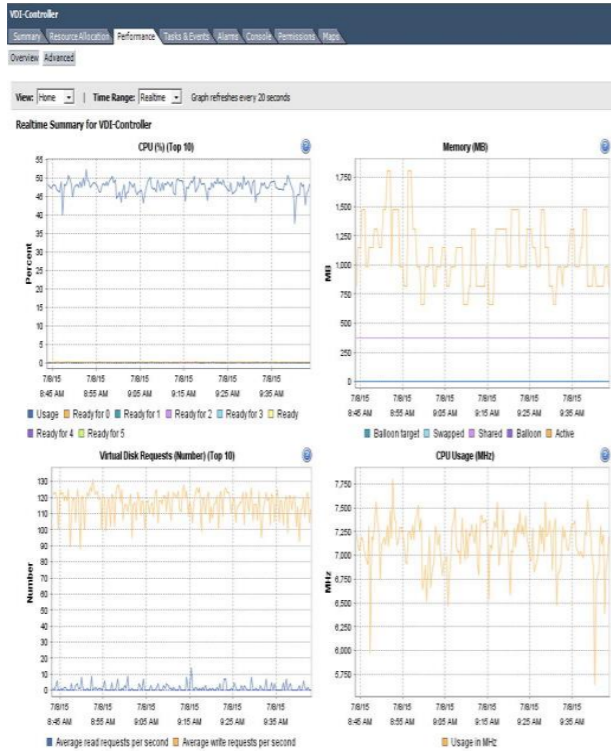 VDI-Controller
Summary Resource Allocation Performance Tasks & Events Alarms Console Permissions Maps
Overview Advanced
View: Home | Time Range: Realtime Graph refreshes every 20 seconds
Realtime Summary for VDI-Controller
CPU (%) (Top 10)
55
50
45
40
35
30
25
20
15
10
5
0
Percent
7/8/15 7/8/15 7/8/15 7/8/15 7/8/15 7/8/15
8:45 AM 8:55 AM 9:05 AM 9:15 AM 9:25 AM 9:35 AM
Usage Ready for 0 Ready for 1 Ready for 2 Ready for 3 Ready
Ready for 4 Ready for 5
Memory (MB)
1,750
1,500
1,250
1,000
750
500
250
0
MB
7/8/15 7/8/15 7/8/15 7/8/15 7/8/15 7/8/15
8:45 AM 8:55 AM 9:05 AM 9:15 AM 9:25 AM 9:35 AM
Balloon target Swapped Shared Balloon Active
Virtual Disk Requests (Number) (Top 10)
130
120
110
100
90
80
70
60
50
40
30
20
10
0
Number
7/8/15 7/8/15 7/8/15 7/8/15 7/8/15 7/8/15
8:45 AM 8:55 AM 9:05 AM 9:15 AM 9:25 AM 9:35 AM
Average read requests per second Average write requests per second
CPU Usage (MHz)
7,750
7,500
7,250
7,000
6,750
6,500
6,250
6,000
5,750
MHz
7/8/15 7/8/15 7/8/15 7/8/15 7/8/15 7/8/15
8:45 AM 8:55 AM 9:05 AM 9:15 AM 9:25 AM 9:35 AM
Usage in MHz